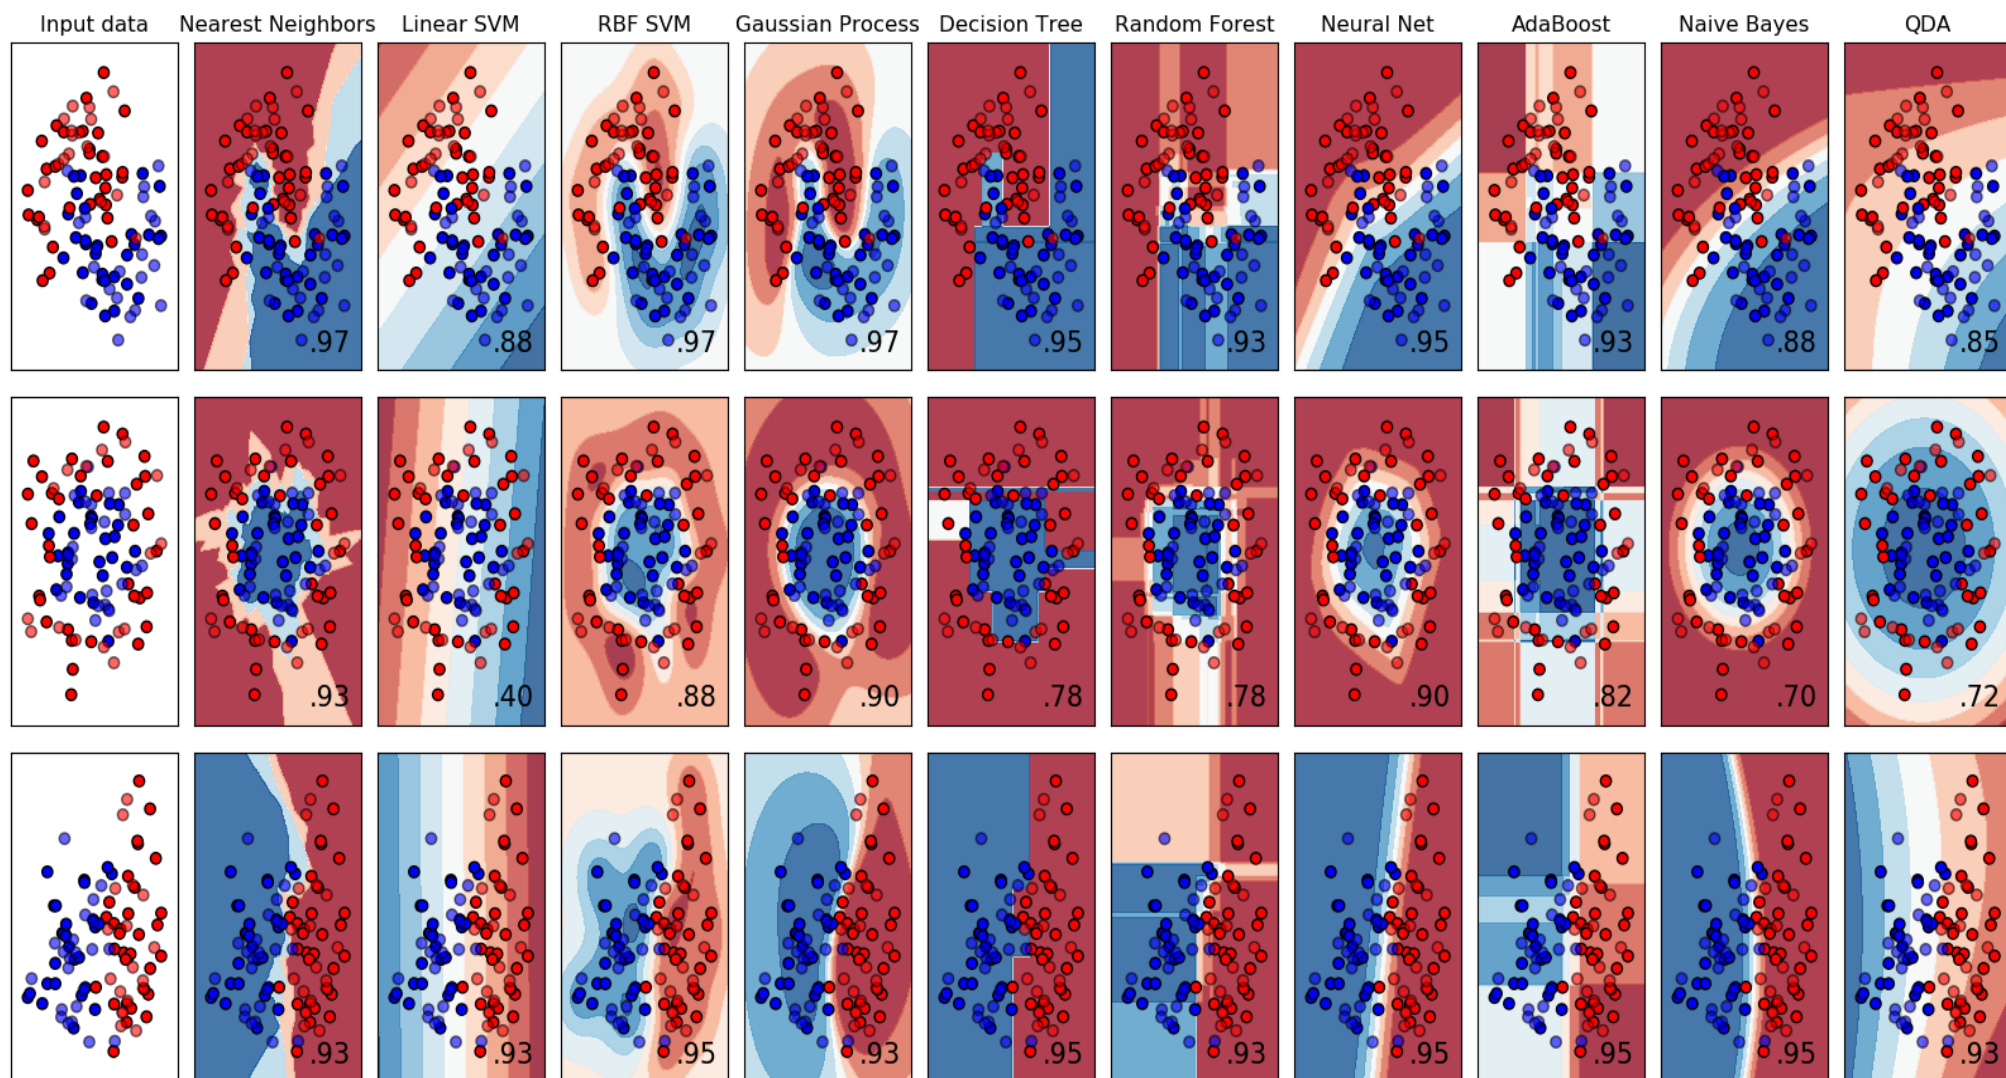 Input data Nearest Neighbors Linear SVM RBF SVM Gaussian Process Decision Tree Random Forest Neural Net AdaBoost Naive Bayes QDA
.97 .88 .97 .97 .95 .93 .95 .93 .88 .85
.93 .40 .88 .90 .78 .78 .90 .82 .70 .72
.93 .93 .95 .93 .95 .93 .95 .95 .95 .93